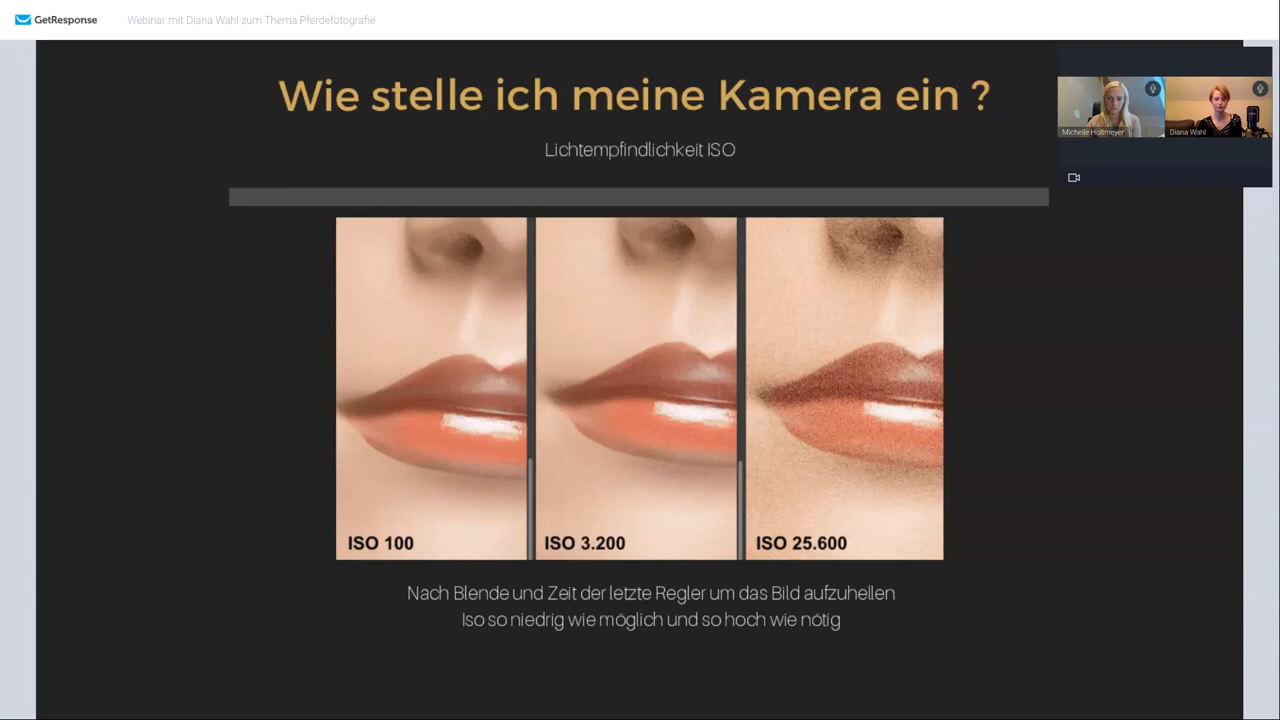 GetResponse
Webinar mit Diana Wahl zum Thema Pferdefotografie
Wie stelle ich meine Kamera ein ?
Lichtempfindlichkeit ISO
Michelle Holtmeyer
Diana Wahl
ISO 100
ISO 3.200
ISO 25.600
Nach Blende und Zeit der letzte Regler um das Bild aufzuhellen
Iso so niedrig wie möglich und so hoch wie nötig